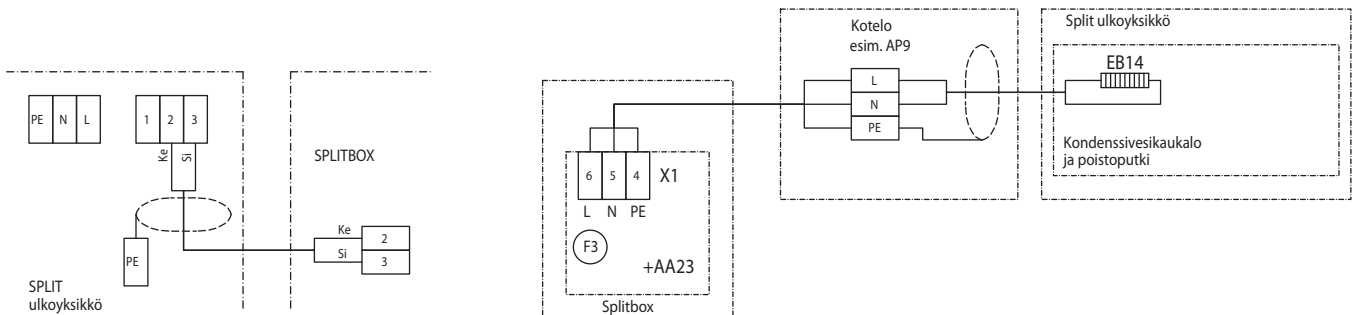 PE N L
1 2 3
Ke
Si
SPLITBOX
Ke
2
Si
3
PE
SPLIT
ulkoyksikkö
6 5 4 X1
L N PE
F3
+AA23
Splitbox
Kotelo
esim. AP9
L
N
PE
Split ulkoyksikkö
EB14
Kondenssivesikaukalo
ja poistoputki